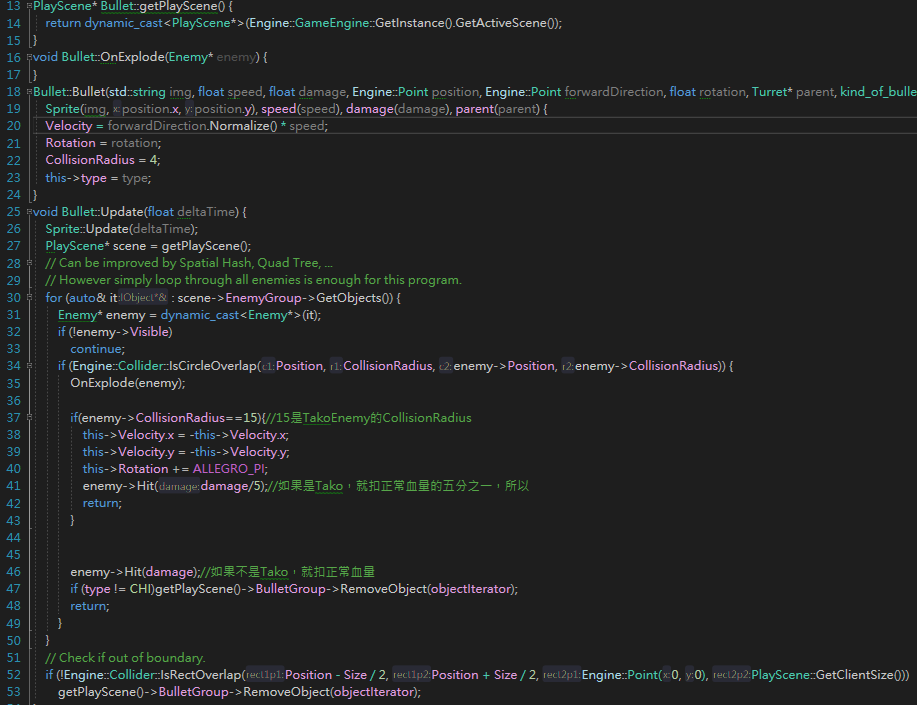 13 PlayScene* Bullet::getPlayScene() {
14 return dynamic_cast<PlayScene*>(Engine::GameEngine::GetInstance().GetActiveScene());
15 }
16 void Bullet::OnExplode(Enemy* enemy) {
17 }
18 Bullet::Bullet(std::string img, float speed, float damage, Engine::Point position, Engine::Point forwardDirection, float rotation, Turret* parent, kind_of_bulle
19 Sprite(img, x: position.x, y: position.y), speed(speed), damage(damage), parent(parent) {
20 Velocity = forwardDirection.Normalize() * speed;
21 Rotation = rotation;
22 CollisionRadius = 4;
23 this->type = type;
24 }
25 void Bullet::Update(float deltaTime) {
26 Sprite::Update(deltaTime);
27 PlayScene* scene = getPlayScene();
28 // Can be improved by Spatial Hash, Quad Tree, ...
29 // However simply loop through all enemies is enough for this program.
30 for (auto& it:IObject*& : scene->EnemyGroup->GetObjects()) {
31 Enemy* enemy = dynamic_cast<Enemy*>(it);
32 if (!enemy->Visible)
33 continue;
34 if (Engine::Collider::IsCircleOverlap(c1: Position, r1: CollisionRadius, c2: enemy->Position, r2: enemy->CollisionRadius)) {
35 OnExplode(enemy);
36
37 if(enemy->CollisionRadius==15){//15是TakoEnemy的CollisionRadius
38 this->Velocity.x = -this->Velocity.x;
39 this->Velocity.y = -this->Velocity.y;
40 this->Rotation += ALLEGRO_PI;
41 enemy->Hit(damage: damage/5);//如果是Tako，就扣正常血量的五分之一，所以
42 return;
43 }
44
45
46 enemy->Hit(damage);//如果不是Tako，就扣正常血量
47 if (type != CHI)getPlayScene()->BulletGroup->RemoveObject(objectIterator);
48 return;
49 }
50 }
51 // Check if out of boundary.
52 if (!Engine::Collider::IsRectOverlap(rect1p1: Position - Size / 2, rect1p2: Position + Size / 2, rect2p1: Engine::Point(x: 0, y: 0), rect2p2: PlayScene::GetClientSize()))
53 getPlayScene()->BulletGroup->RemoveObject(objectIterator);